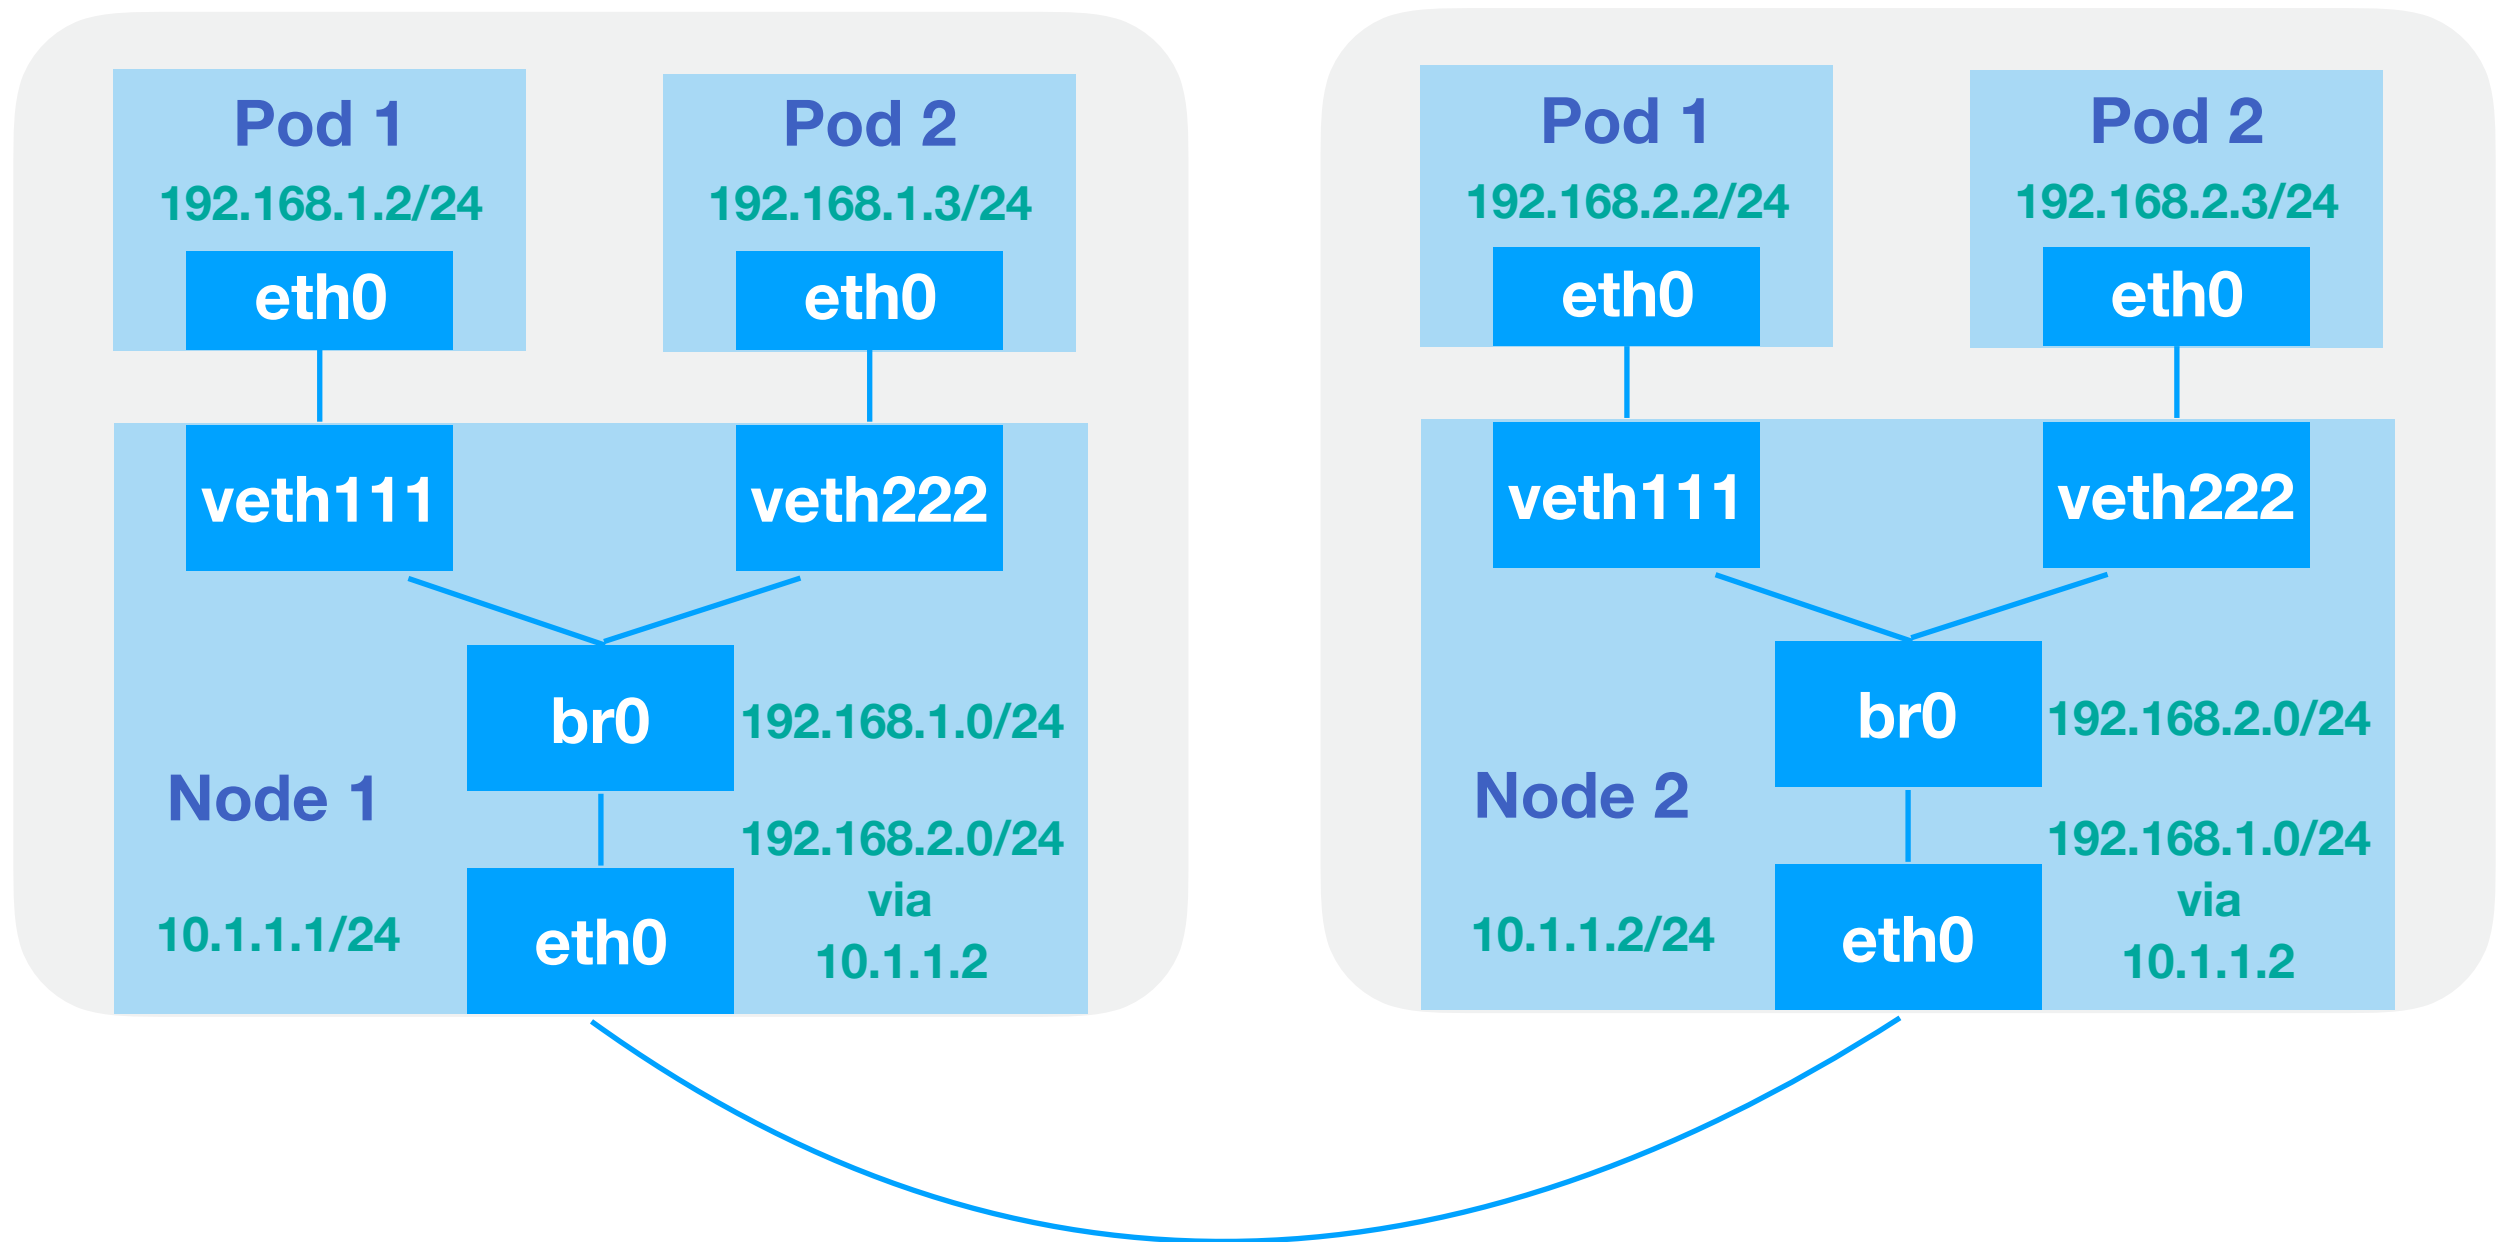 Pod 1
192.168.1.2/24
eth0
Pod 2
192.168.1.3/24
eth0
veth111
veth222
br0
192.168.1.0/24
Node 1
192.168.2.0/24
via
10.1.1.2
10.1.1.1/24
eth0
Pod 1
192.168.2.2/24
eth0
Pod 2
192.168.2.3/24
eth0
veth111
veth222
br0
192.168.2.0/24
Node 2
192.168.1.0/24
via
10.1.1.2
10.1.1.2/24
eth0